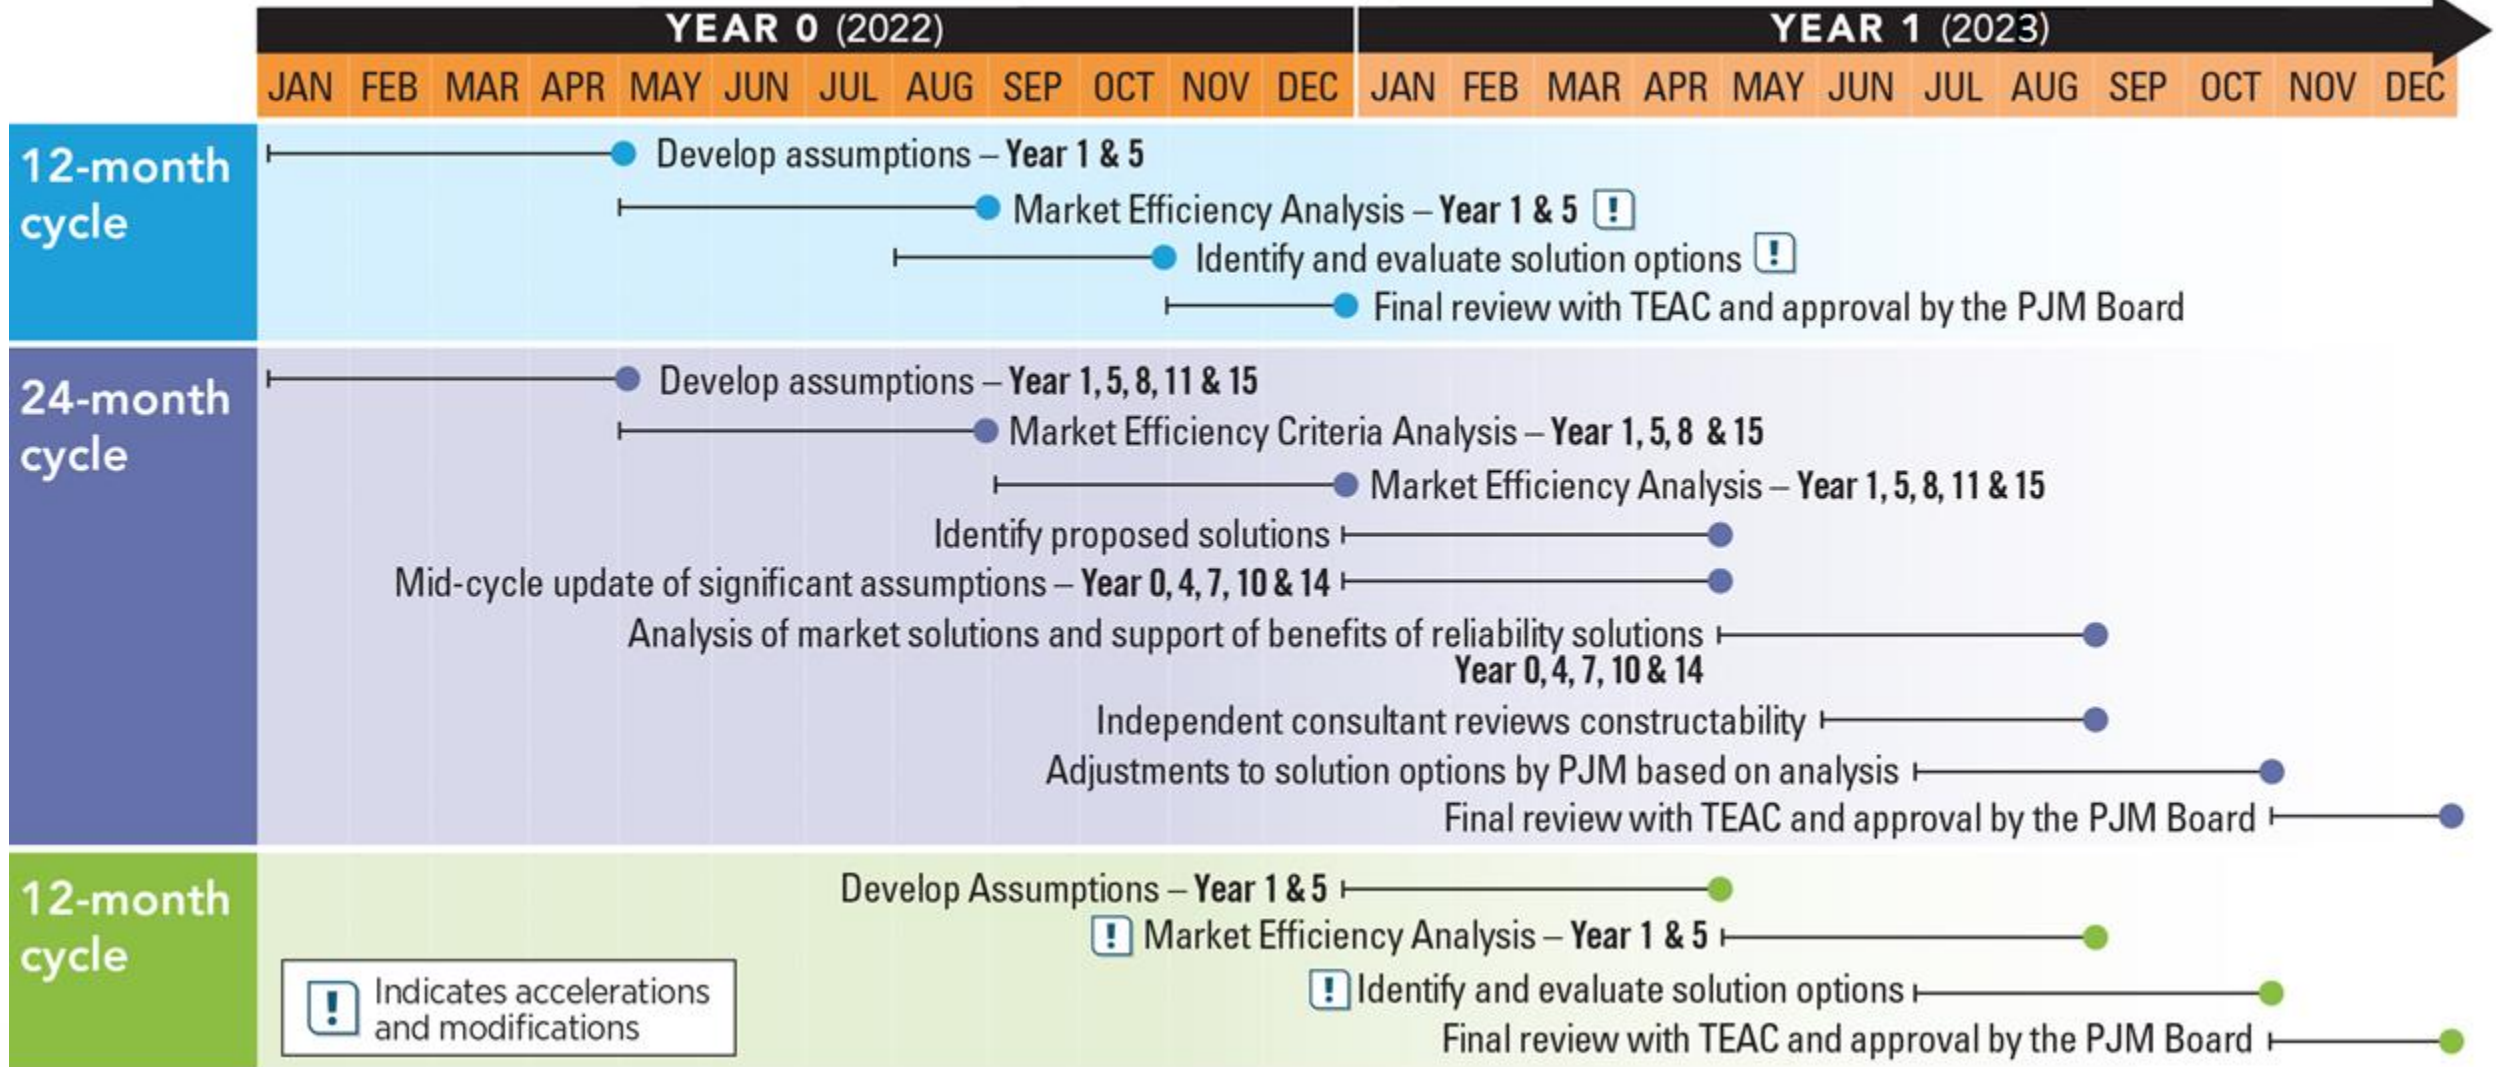 YEAR 0 (2022) YEAR 1 (2023)
JAN FEB MAR APR MAY JUN JUL AUG SEP OCT NOV DEC JAN FEB MAR APR MAY JUN JUL AUG SEP OCT NOV DEC
12-month
cycle
Develop assumptions – Year 1 & 5
Market Efficiency Analysis – Year 1 & 5 !
Identify and evaluate solution options !
Final review with TEAC and approval by the PJM Board
24-month
cycle
Develop assumptions – Year 1, 5, 8, 11 & 15
Market Efficiency Criteria Analysis – Year 1, 5, 8 & 15
Market Efficiency Analysis – Year 1, 5, 8, 11 & 15
Identify proposed solutions
Mid-cycle update of significant assumptions – Year 0, 4, 7, 10 & 14
Analysis of market solutions and support of benefits of reliability solutions
Year 0, 4, 7, 10 & 14
Independent consultant reviews constructability
Adjustments to solution options by PJM based on analysis
Final review with TEAC and approval by the PJM Board
12-month
cycle
Develop Assumptions – Year 1 & 5
! Market Efficiency Analysis – Year 1 & 5
! Identify and evaluate solution options
Final review with TEAC and approval by the PJM Board
! Indicates accelerations
and modifications